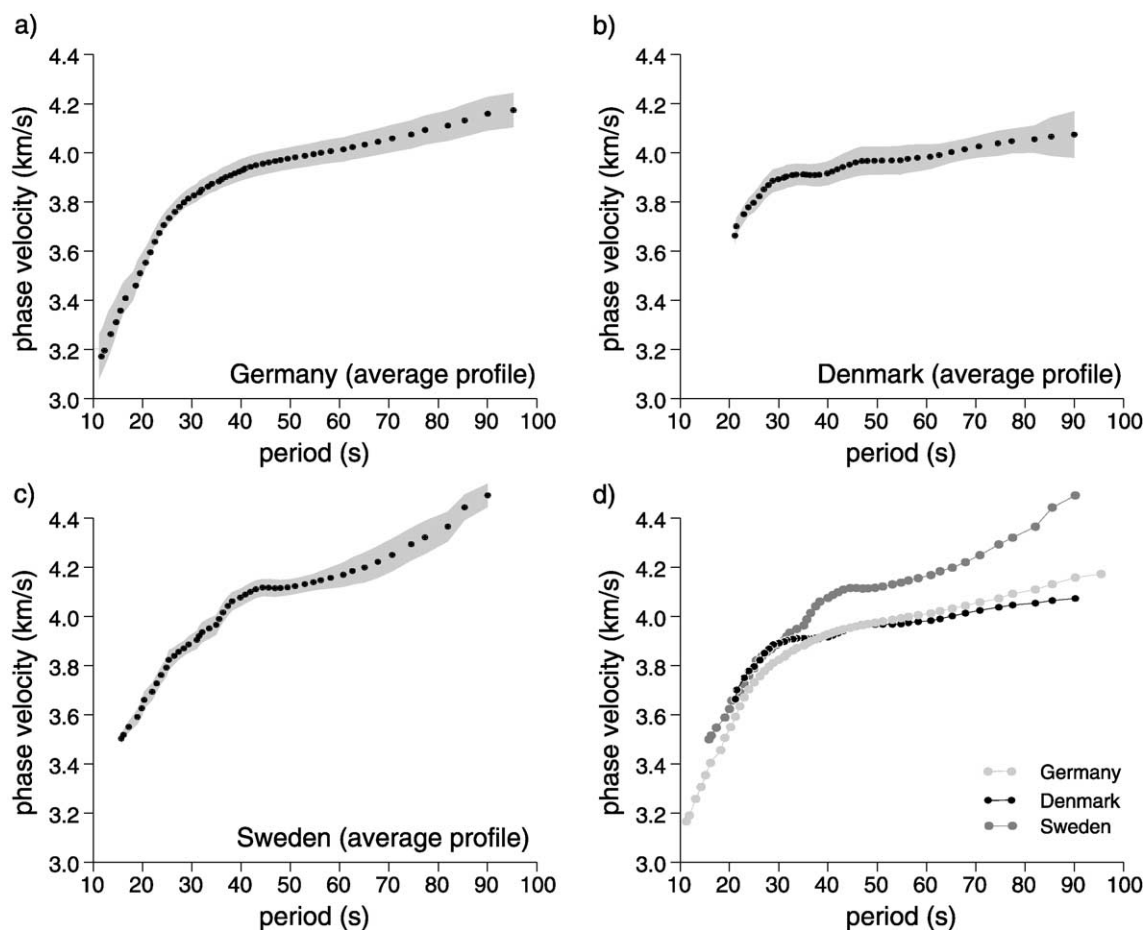 a)
4.4
4.2
4.0
3.8
3.6
3.4
3.2
3.0
phase velocity (km/s)
Germany (average profile)
10 20 30 40 50 60 70 80 90 100
period (s)
b)
4.4
4.2
4.0
3.8
3.6
3.4
3.2
3.0
phase velocity (km/s)
Denmark (average profile)
10 20 30 40 50 60 70 80 90 100
period (s)
c)
4.4
4.2
4.0
3.8
3.6
3.4
3.2
3.0
phase velocity (km/s)
Sweden (average profile)
10 20 30 40 50 60 70 80 90 100
period (s)
d)
4.4
4.2
4.0
3.8
3.6
3.4
3.2
3.0
phase velocity (km/s)
Germany
Denmark
Sweden
10 20 30 40 50 60 70 80 90 100
period (s)